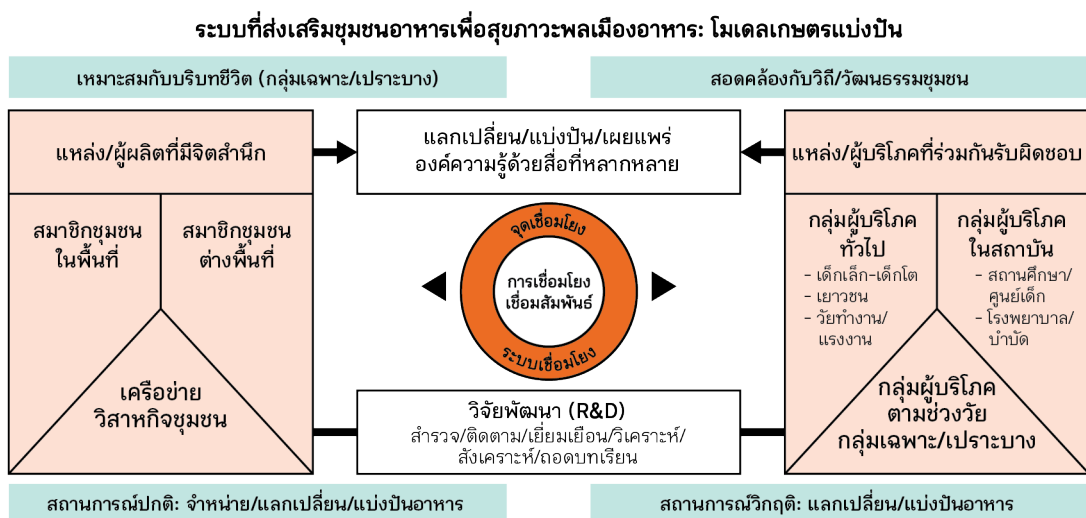 ระบบที่ส่งเสริมชุมชนอาหารเพื่อสุขภาวะพลเมืองอาหาร: โมเดลเกษตรแบ่งปัน
เหมาะสมกับบริบทชีวิต (กลุ่มเฉพาะ/เปราะบาง)
สอดคล้องกับวิถี/วัฒนธรรมชุมชน
แหล่ง/ผู้ผลิตที่มีจิตสำนึก
สมาชิกชุมชน
ในพื้นที่
สมาชิกชุมชน
ต่างพื้นที่
เครือข่าย
วิสาหกิจชุมชน
แลกเปลี่ยน/แบ่งปัน/เผยแพร่
องค์ความรู้ด้วยสื่อที่หลากหลาย
จุดเชื่อมโยง
การเชื่อมโยง
เชื่อมสัมพันธ์
ระบบเชื่อมโยง
วิจัยพัฒนา (R&D)
สำรวจ/ติดตาม/เยี่ยมเยือน/วิเคราะห์/
สังเคราะห์/ถอดบทเรียน
แหล่ง/ผู้บริโภคที่ร่วมกันรับผิดชอบ
กลุ่มผู้บริโภค
ทั่วไป
- เด็กเล็ก-เด็กโต
- เยาวชน
- วัยทำงาน/
แรงงาน
กลุ่มผู้บริโภค
ในสถาบัน
- สถานศึกษา/
ศูนย์เด็ก
- โรงพยาบาล/
บำบัด
กลุ่มผู้บริโภค
ตามช่วงวัย
กลุ่มเฉพาะ/เปราะบาง
สถานการณ์ปกติ: จำหน่าย/แลกเปลี่ยน/แบ่งปันอาหาร
สถานการณ์วิกฤติ: แลกเปลี่ยน/แบ่งปันอาหาร